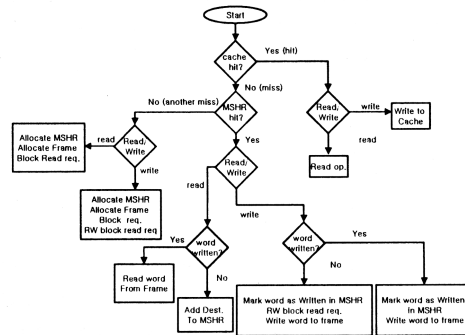 Start
cache
hit?
Yes (hit)
No (miss)
No (another miss)
MSHR
hit?
Read/
Write
write
Write to
Cache
read
Read op.
Allocate MSHR
Allocate Frame
Block Read req.
read
Read/
Write
write
Yes
Read/
Write
Allocate MSHR
Allocate Frame
Block req.
RW block read req
read
write
Yes
word
written?
No
word
written?
Yes
No
Read word
From Frame
Add Dest.
To MSHR
Mark word as Written in MSHR
RW block read req.
Write word to frame
Mark word as Written
in MSHR
Write word to frame